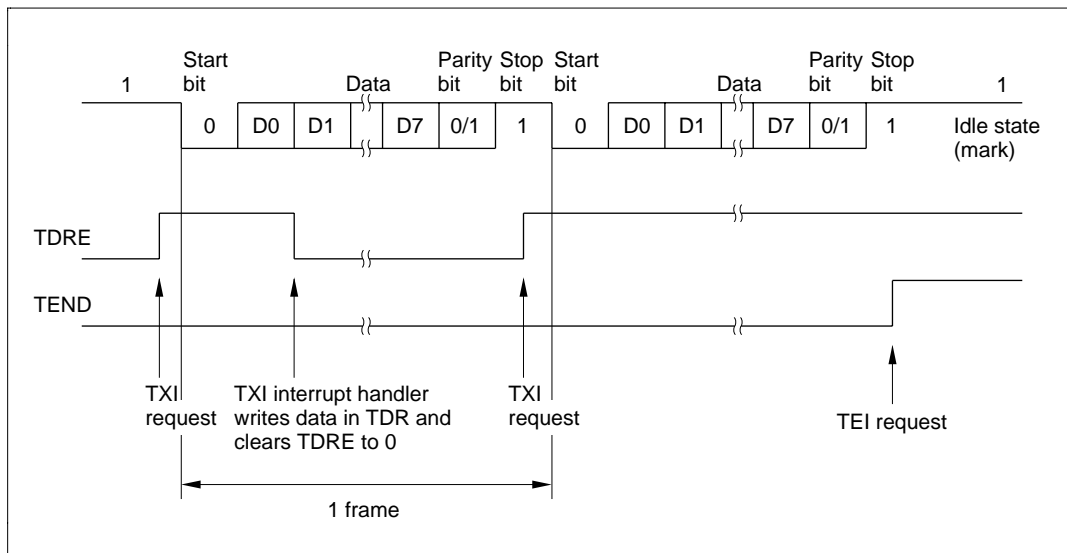 Start bit
Data
Parity bit
Stop bit
Start bit
Data
Parity bit
Stop bit
1
1
0
D0
D1
D7
0/1
1
0
D0
D1
D7
0/1
1
Idle state
(mark)
TDRE
TEND
TXI
request
TXI interrupt handler
writes data in TDR and
clears TDRE to 0
TXI
request
TEI request
1 frame